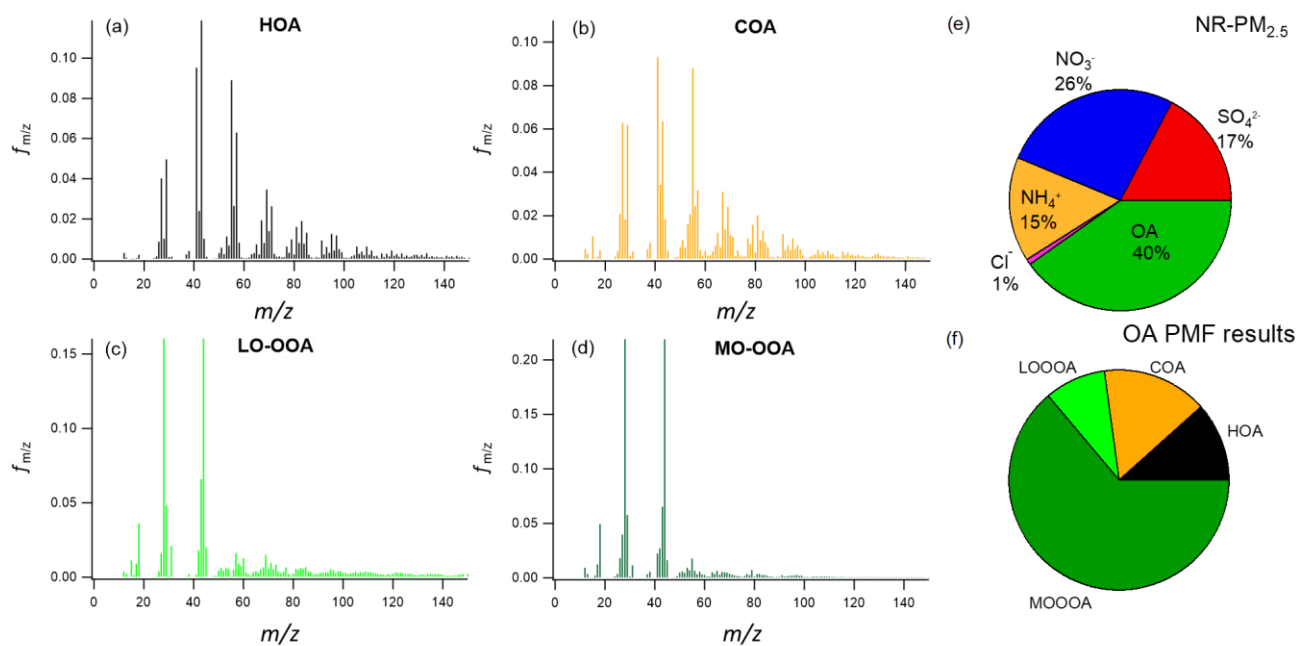 (a) HOA
0.10
0.08
0.06
0.04
0.02
0.00
f m/z
0 20 40 60 80 100 120 140
m/z
(b) COA
0.10
0.08
0.06
0.04
0.02
0.00
f m/z
0 20 40 60 80 100 120 140
m/z
(c) LO-OOA
0.15
0.10
0.05
0.00
f m/z
0 20 40 60 80 100 120 140
m/z
(d) MO-OOA
0.20
0.15
0.10
0.05
0.00
f m/z
0 20 40 60 80 100 120 140
m/z
(e) NR-PM2.5
NO₃⁻
26%
SO₄²⁻
17%
NH₄⁺
15%
OA
40%
Cl⁻
1%
(f) OA PMF results
LOOOA
COA
HOA
MOOOA